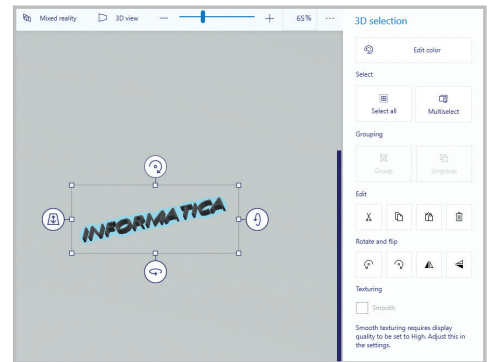 Mixed reality 3D view 65%
3D selection
Edit color
Select
Select all Multiselect
Grouping
Group Ungroup
INFORMATICA
Edit
Rotate and flip
Texturing
Smooth
Smooth texturing requires display
quality to be set to High. Adjust this in
the settings.